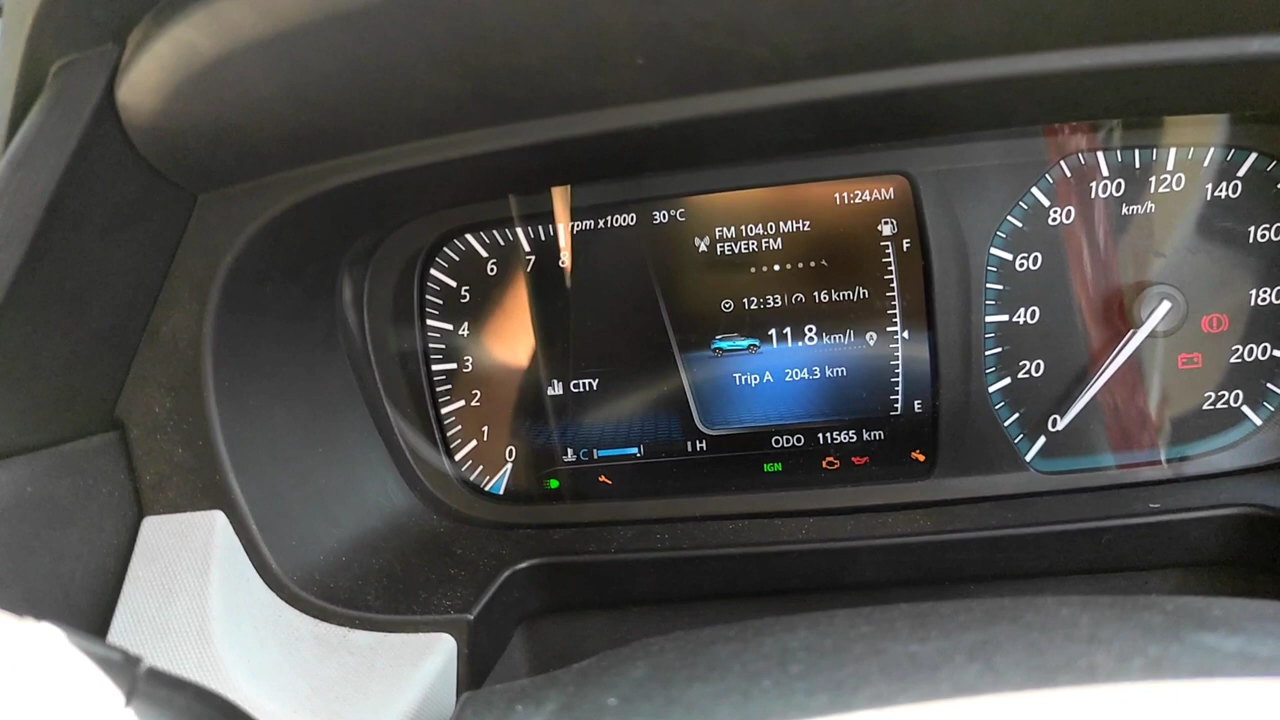 rpm x1000
30°C
11:24AM
FM 104.0 MHz
FEVER FM
12:33
16 km/h
11.8 km/l
Trip A 204.3 km
F
E
8
7
6
5
4
3
2
1
0
CITY
C
H
ODO 11565 km
IGN
0
20
40
60
80
100
120
140
160
180
200
220
km/h